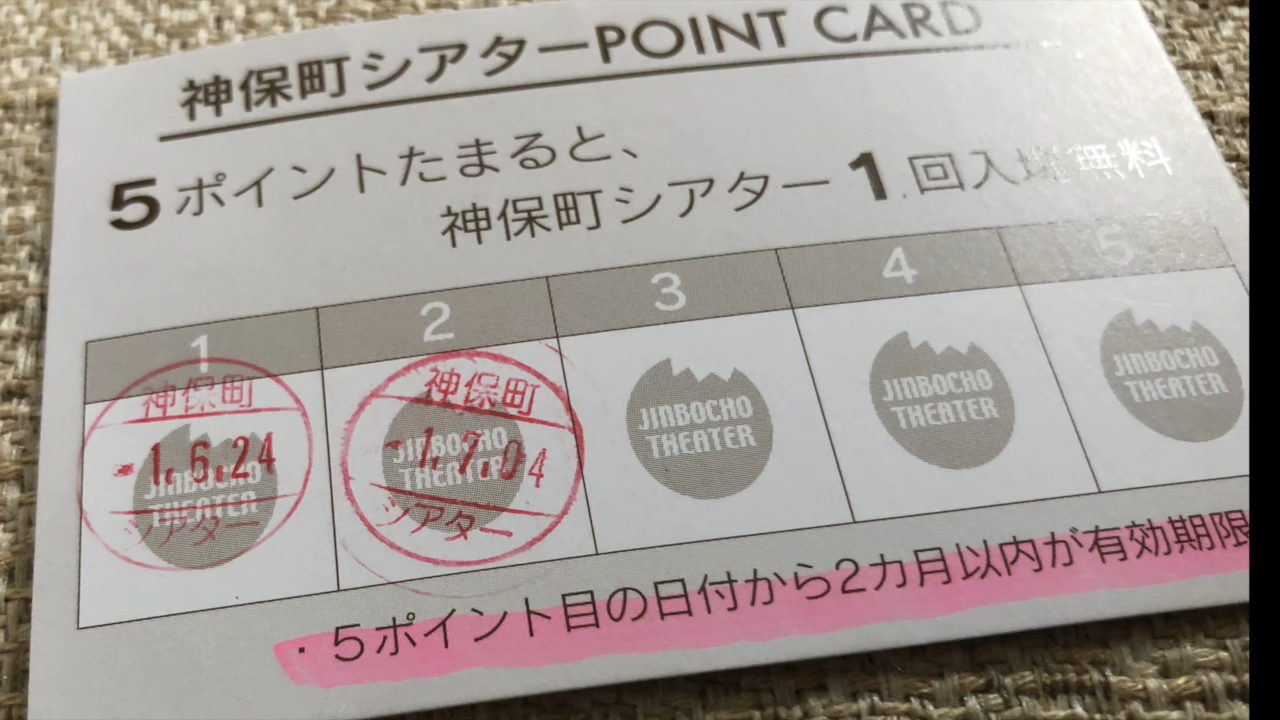 神保町シアターPOINT CARD
5ポイントたまると、
神保町シアター1回入場無料
1 2 3 4 5
神保町
-1.6.24
シアター
JINBOCHO
THEATER
神保町
-1.7.04
シアター
JINBOCHO
THEATER
JINBOCHO
THEATER
JINBOCHO
THEATER
JINBOCHO
THEATER
・5ポイント目の日付から2カ月以内が有効期限